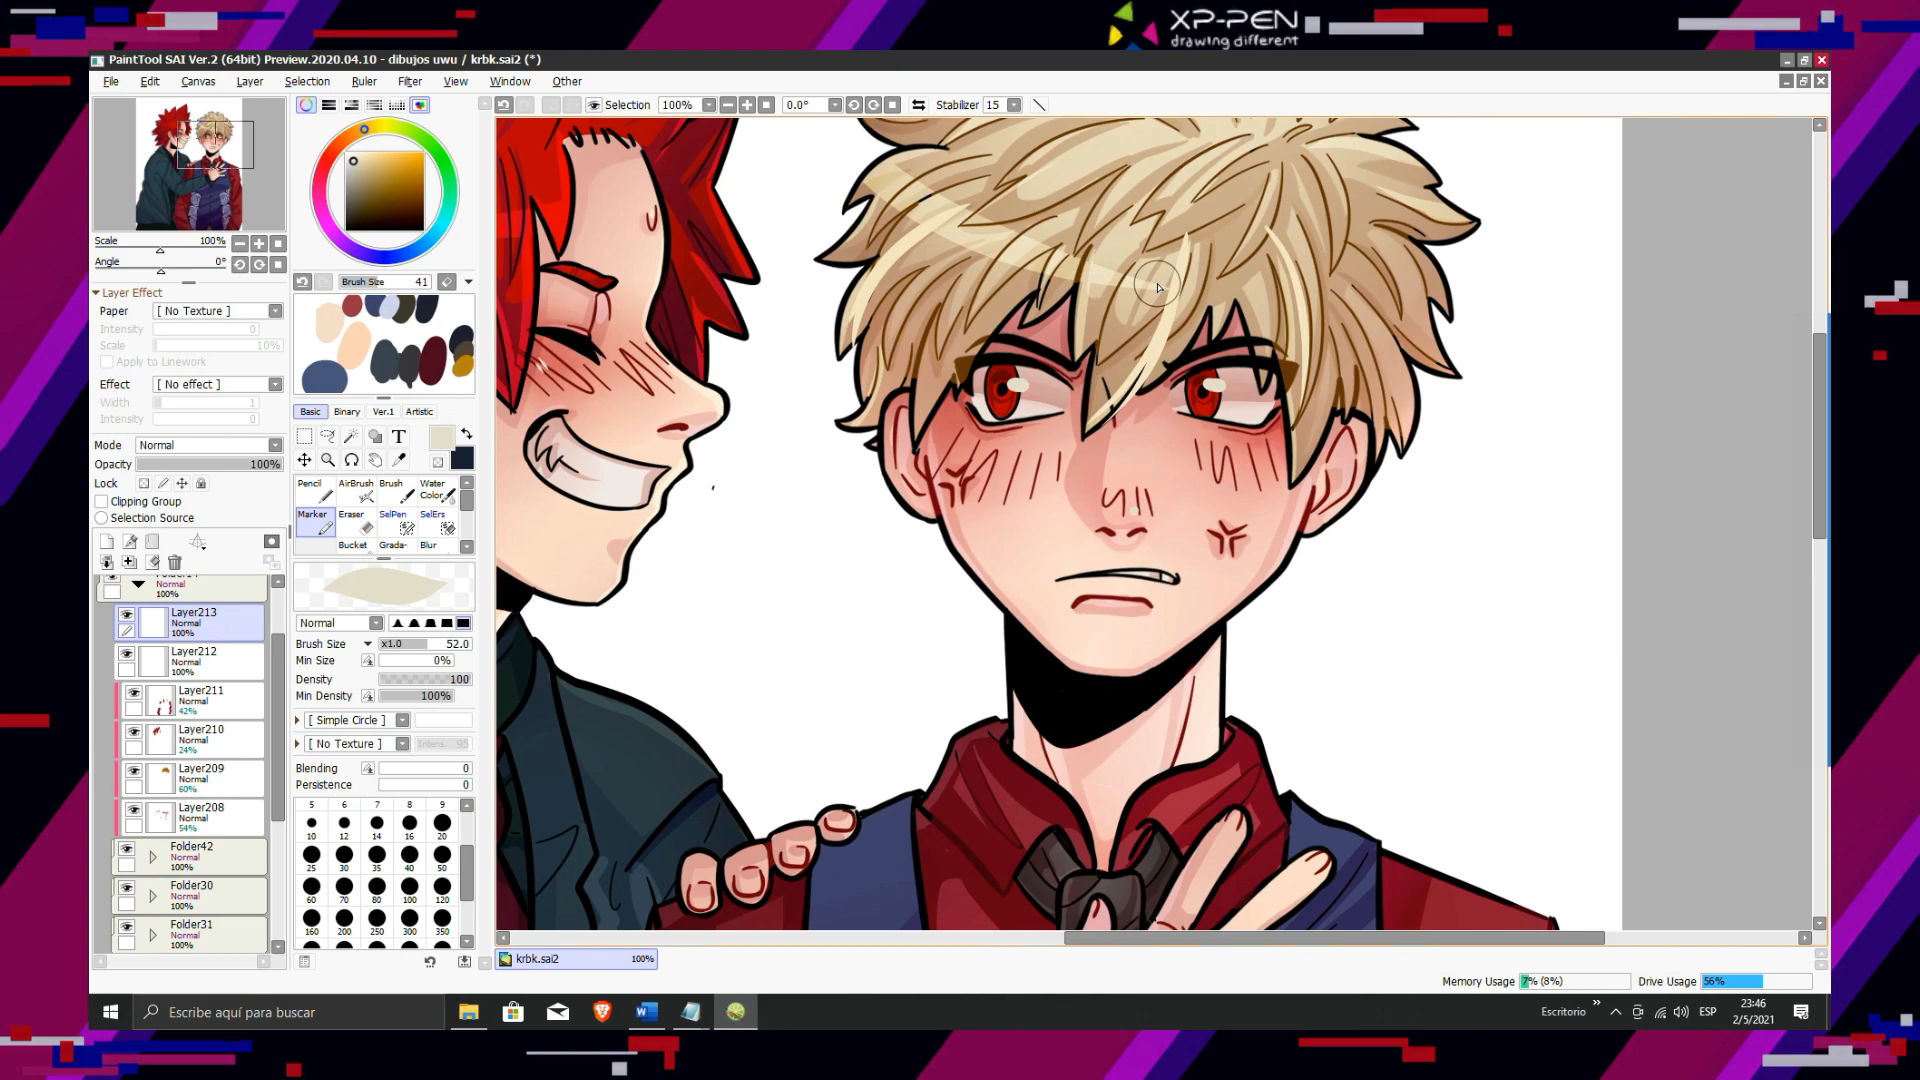 XP-PEN
drawing different
PaintTool SAI Ver.2 (64bit) Preview.2020.04.10 - dibujos uwu / krbk.sai2 (*)
File Edit Canvas Layer Selection Ruler Filter View Window Other
Selection 100% 0.0° Stabilizer 15
Scale 100%
Angle 0°
Layer Effect
Paper [ No Texture ]
Intensity 0
Scale 10%
Apply to Linework
Effect [ No effect ]
Width 1
Intensity 0
Mode Normal
Opacity 100%
Lock
Clipping Group
Selection Source
Normal
100%
Layer213
Normal
100%
Layer212
Normal
100%
Layer211
Normal
42%
Layer210
Normal
24%
Layer209
Normal
60%
Layer208
Normal
54%
Folder42
Normal
100%
Folder30
Normal
100%
Folder31
Normal
100%
Brush Size 41
Basic Binary Ver.1 Artistic
T
Pencil AirBrush Brush Water Color
Marker Eraser SelPen SelErs
Bucket Grada- Blur
Normal
Brush Size x1.0 52.0
Min Size 0%
Density 100
Min Density 100%
[ Simple Circle ]
[ No Texture ] 95
Blending 0
Persistence 0
5 6 7 8 9
10 12 14 16 20
25 30 35 40 50
60 70 80 100 120
160 200 250 300 350
krbk.sai2 100%
Memory Usage 7% (8%) Drive Usage 56%
Escribe aquí para buscar
Escritorio
ESP
23:46
2/5/2021